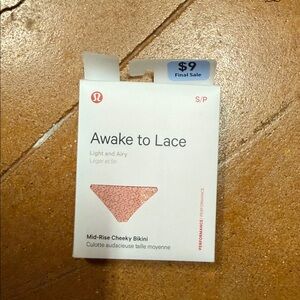 $9
Final Sale
S/P
Awake to Lace
Light and Airy
Léger et
Mid-Rise Cheeky Bikini
Culotte audacieuse taille moyenne
PERFORMANCE | PERFORMANCE